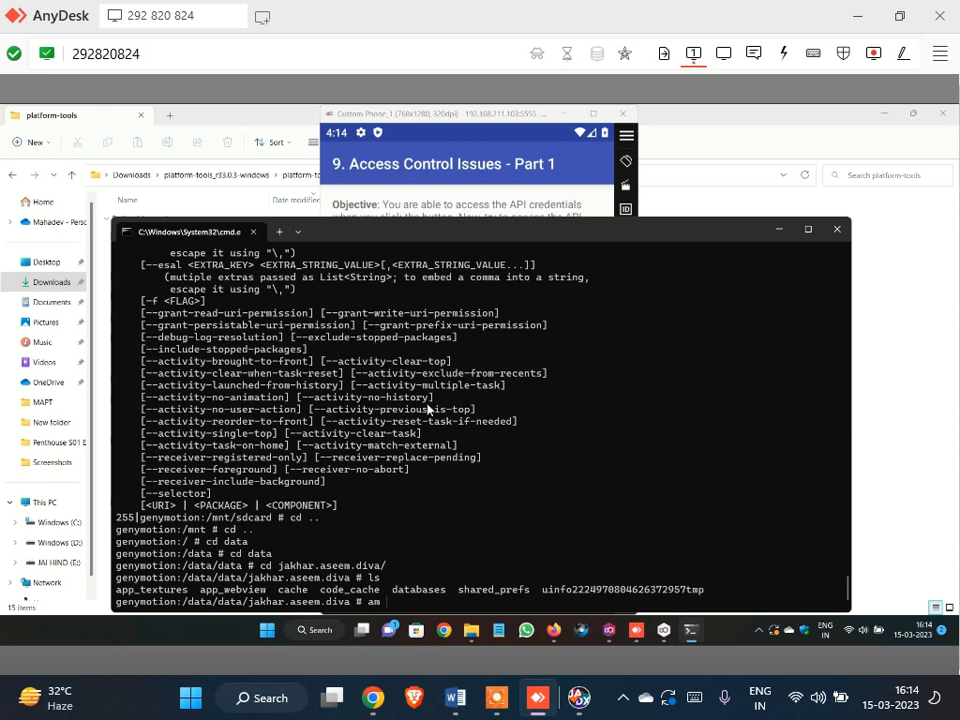 AnyDesk
292 820 824
292820824
1
platform-tools
Custom Phone_1 (768x1280, 320dpi) - 192.168.211.103:5555 -
New
Sort
4:14
9. Access Control Issues - Part 1
Downloads
platform-tools_r33.0.3-windows
Search platform-tools
Name
Date modified
Objective: You are able to access the API credentials
ID
Home
Mahadev - Perso
Desktop
Downloads
Documents
Pictures
Music
Videos
OneDrive
MAPT
New folder
Penthouse S01 E
Screenshots
This PC
Windows (C:)
Windows (D:)
JAI HIND (E:)
Network
15 items
C:\Windows\System32\cmd.e
escape it using "\,")
[--esal <EXTRA_KEY> <EXTRA_STRING_VALUE>[,<EXTRA_STRING_VALUE...]]
(mutiple extras passed as List<String>; to embed a comma into a string,
escape it using "\,")
[-f <FLAG>]
[--grant-read-uri-permission] [--grant-write-uri-permission]
[--grant-persistable-uri-permission] [--grant-prefix-uri-permission]
[--debug-log-resolution] [--exclude-stopped-packages]
[--include-stopped-packages]
[--activity-brought-to-front] [--activity-clear-top]
[--activity-clear-when-task-reset] [--activity-exclude-from-recents]
[--activity-launched-from-history] [--activity-multiple-task]
[--activity-no-animation] [--activity-no-history]
[--activity-no-user-action] [--activity-previous-is-top]
[--activity-reorder-to-front] [--activity-reset-task-if-needed]
[--activity-single-top] [--activity-clear-task]
[--activity-task-on-home] [--activity-match-external]
[--receiver-registered-only] [--receiver-replace-pending]
[--receiver-foreground] [--receiver-no-abort]
[--receiver-include-background]
[--selector]
[<URI> | <PACKAGE> | <COMPONENT>]
255|genymotion:/mnt/sdcard # cd ..
genymotion:/mnt # cd ..
genymotion:/ # cd data
genymotion:/data # cd data
genymotion:/data/data # cd jakhar.aseem.diva/
genymotion:/data/data/jakhar.aseem.diva # ls
app_textures app_webview cache code_cache databases shared_prefs uinfo2224970804626372957tmp
genymotion:/data/data/jakhar.aseem.diva # am
Search
ENG
IN
16:14
15-03-2023
32°C
Haze
Search
ENG
IN
16:14
15-03-2023